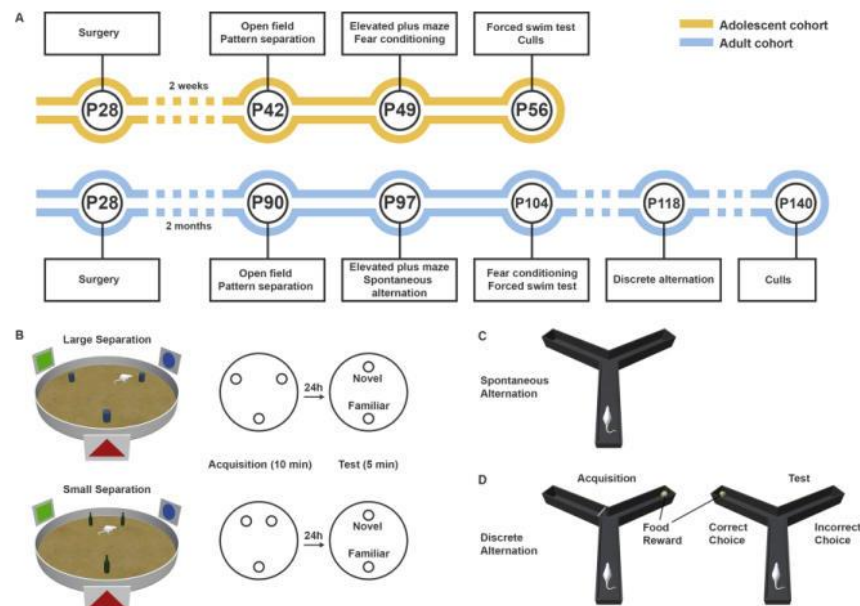 A
Surgery
Open field
Pattern separation
Elevated plus maze
Fear conditioning
Forced swim test
Culls
Adolescent cohort
Adult cohort
2 weeks
P28
P42
P49
P56
P28
P90
P97
P104
P118
P140
2 months
Surgery
Open field
Pattern separation
Elevated plus maze
Spontaneous
alternation
Fear conditioning
Forced swim test
Discrete alternation
Culls
B
Large Separation
24h
Novel
Familiar
Acquisition (10 min)
Test (5 min)
Small Separation
24h
Novel
Familiar
C
Spontaneous
Alternation
D
Acquisition
Test
Discrete
Alternation
Food
Reward
Correct
Choice
Incorrect
Choice